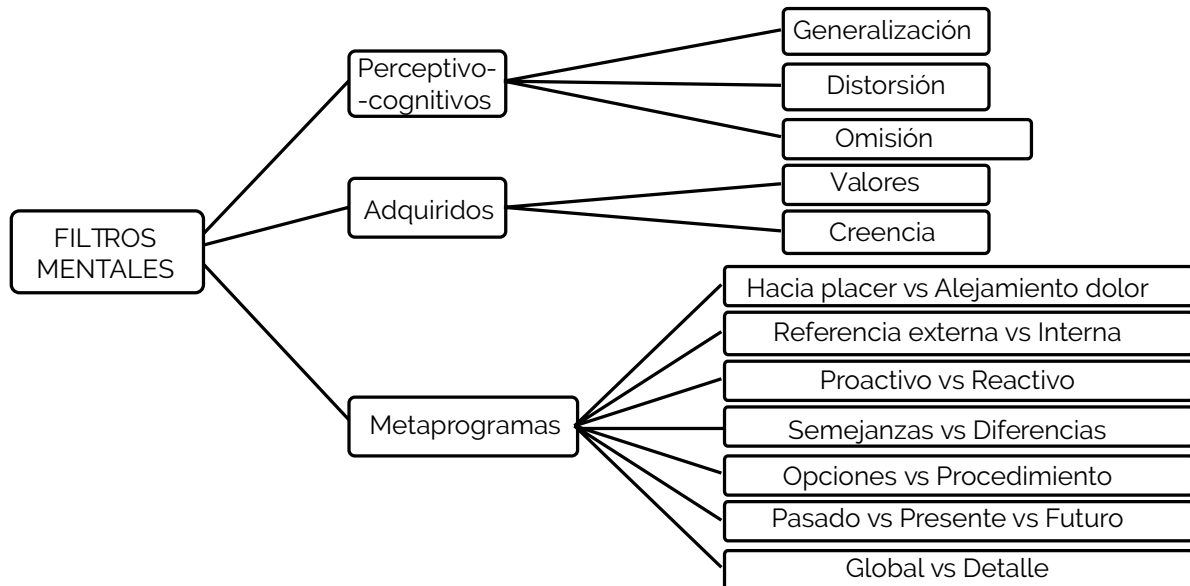 FILTROS
MENTALES
Perceptivo-
-cognitivos
Generalización
Distorsión
Omisión
Adquiridos
Valores
Creencia
Metaprogramas
Hacia placer vs Alejamiento dolor
Referencia externa vs Interna
Proactivo vs Reactivo
Semejanzas vs Diferencias
Opciones vs Procedimiento
Pasado vs Presente vs Futuro
Global vs Detalle